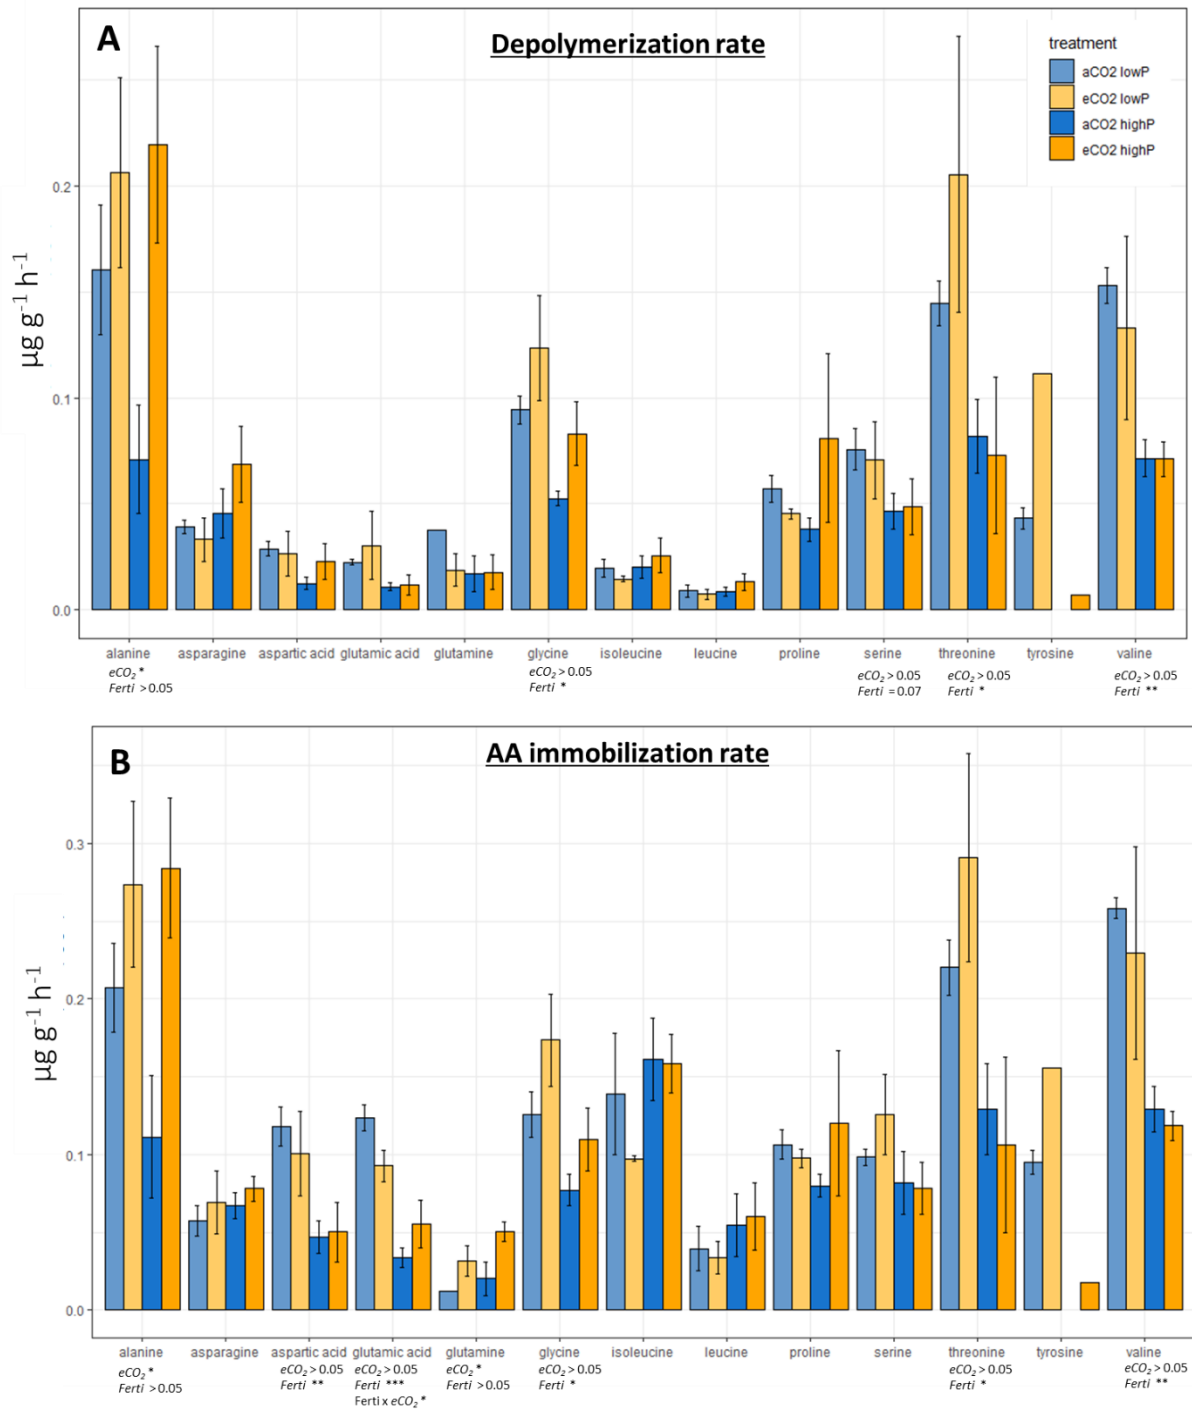 A
Depolymerization rate
treatment
aCO2 lowP
eCO2 lowP
aCO2 highP
eCO2 highP
0.2
0.1
0.0
µg g⁻¹ h⁻¹
alanine asparagine aspartic acid glutamic acid glutamine glycine isoleucine leucine proline serine threonine tyrosine valine
eCO₂ * eCO₂ > 0.05 eCO₂ > 0.05 eCO₂ > 0.05 eCO₂ > 0.05
Ferti > 0.05 Ferti * Ferti = 0.07 Ferti * Ferti **
B
AA immobilization rate
0.3
0.2
0.1
0.0
µg g⁻¹ h⁻¹
alanine asparagine aspartic acid glutamic acid glutamine glycine isoleucine leucine proline serine threonine tyrosine valine
eCO₂ * eCO₂ > 0.05 eCO₂ > 0.05 eCO₂ * eCO₂ > 0.05 eCO₂ > 0.05 eCO₂ > 0.05
Ferti > 0.05 Ferti ** Ferti *** Ferti > 0.05 Ferti * Ferti * Ferti **
Ferti x eCO₂ *